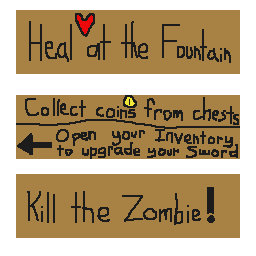 Heal at the Fountain
Collect coins from chests
Open your Inventory
to upgrade your Sword
Kill the Zombie!